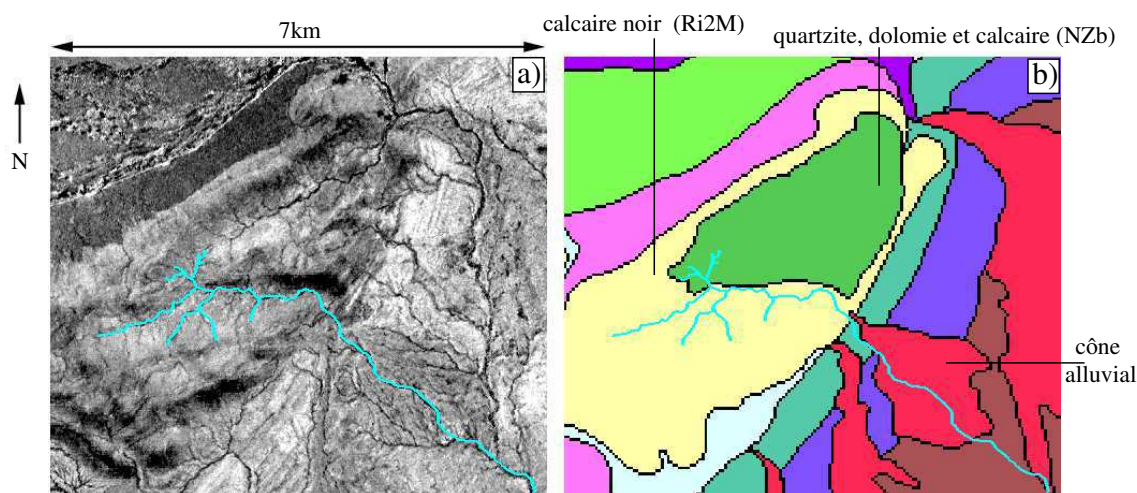 7km
calcaire noir (Ri2M)
quartzite, dolomie et calcaire (NZb)
a)
b)
N
cône
alluvial